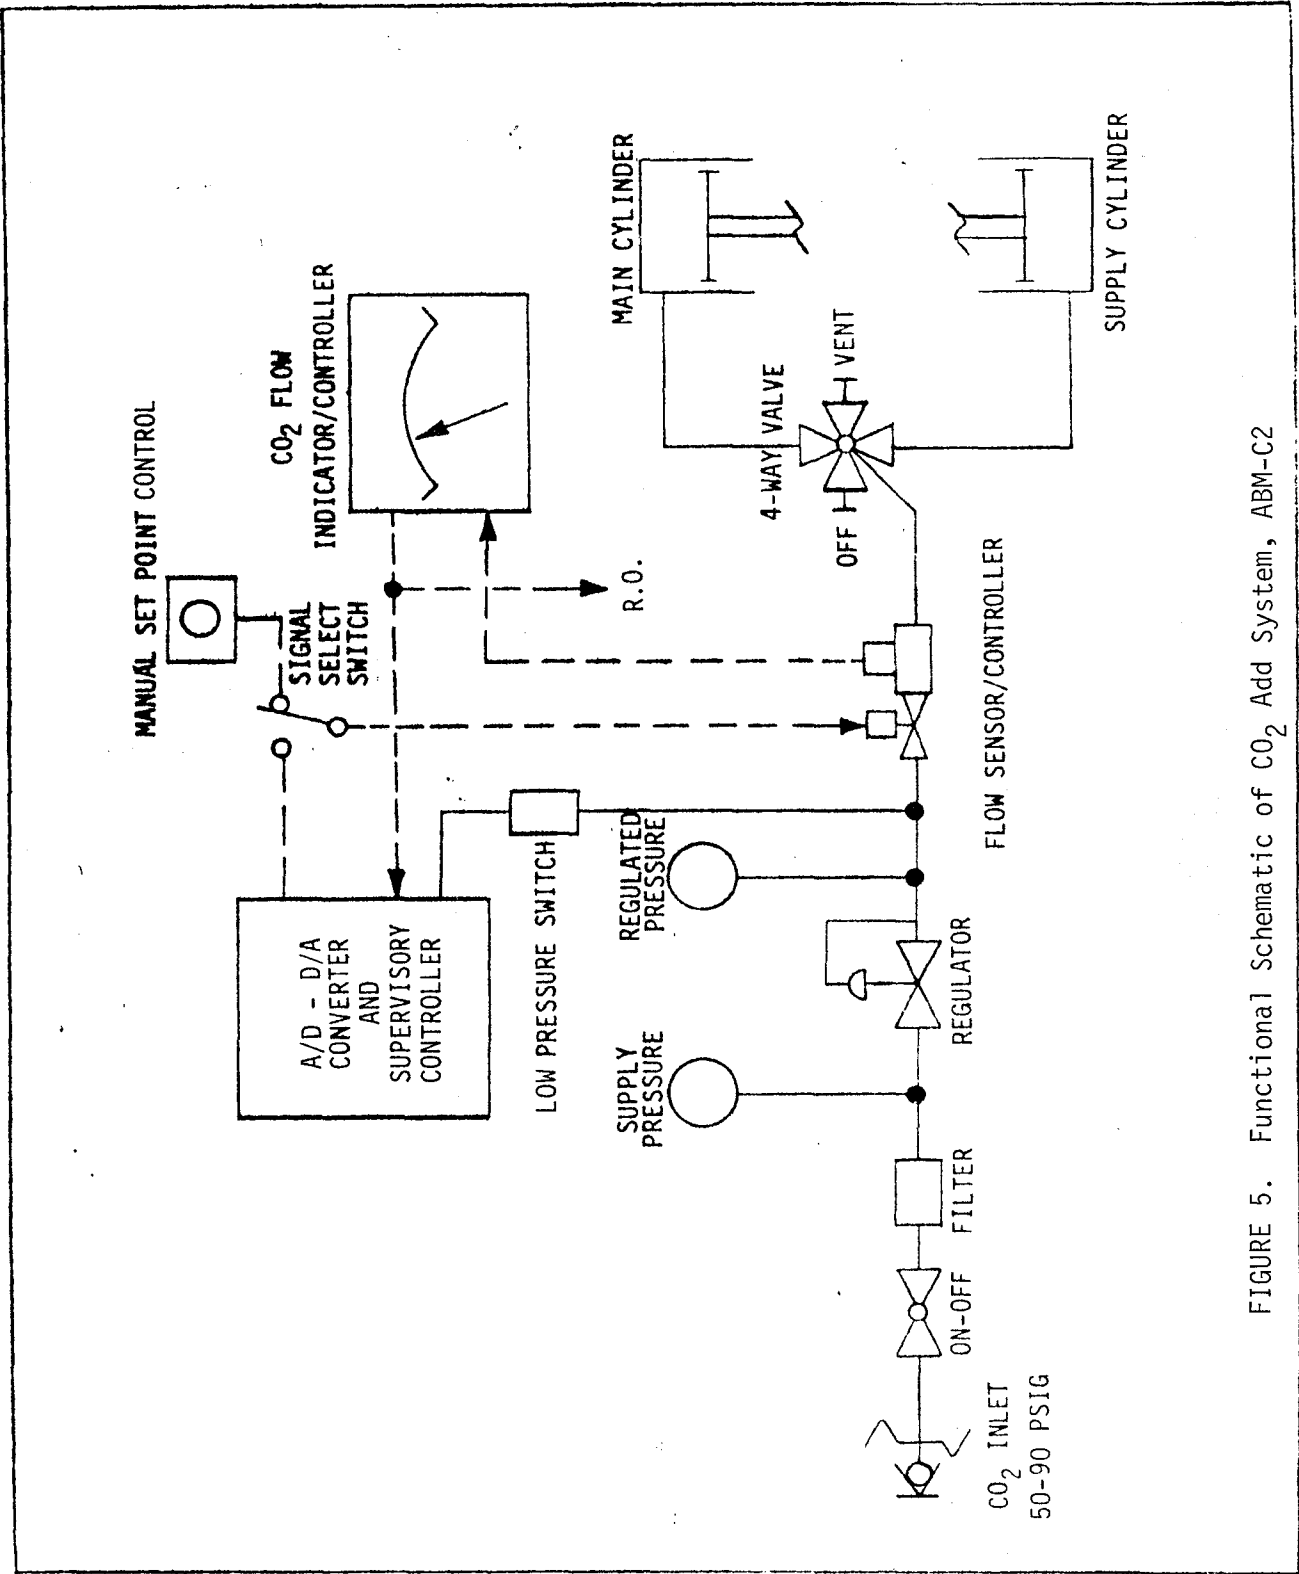 MANUAL SET POINT CONTROL
CO2 FLOW
INDICATOR/CONTROLLER
SIGNAL
SELECT
SWITCH
A/D - D/A
CONVERTER
AND
SUPERVISORY
CONTROLLER
R.O.
LOW PRESSURE SWITCH
MAIN CYLINDER
SUPPLY
PRESSURE
REGULATED
PRESSURE
4-WAY VALVE
OFF
VENT
CO2 INLET
50-90 PSIG
ON-OFF
FILTER
REGULATOR
FLOW SENSOR/CONTROLLER
SUPPLY CYLINDER
FIGURE 5. Functional Schematic of CO2 Add System, ABM-C2